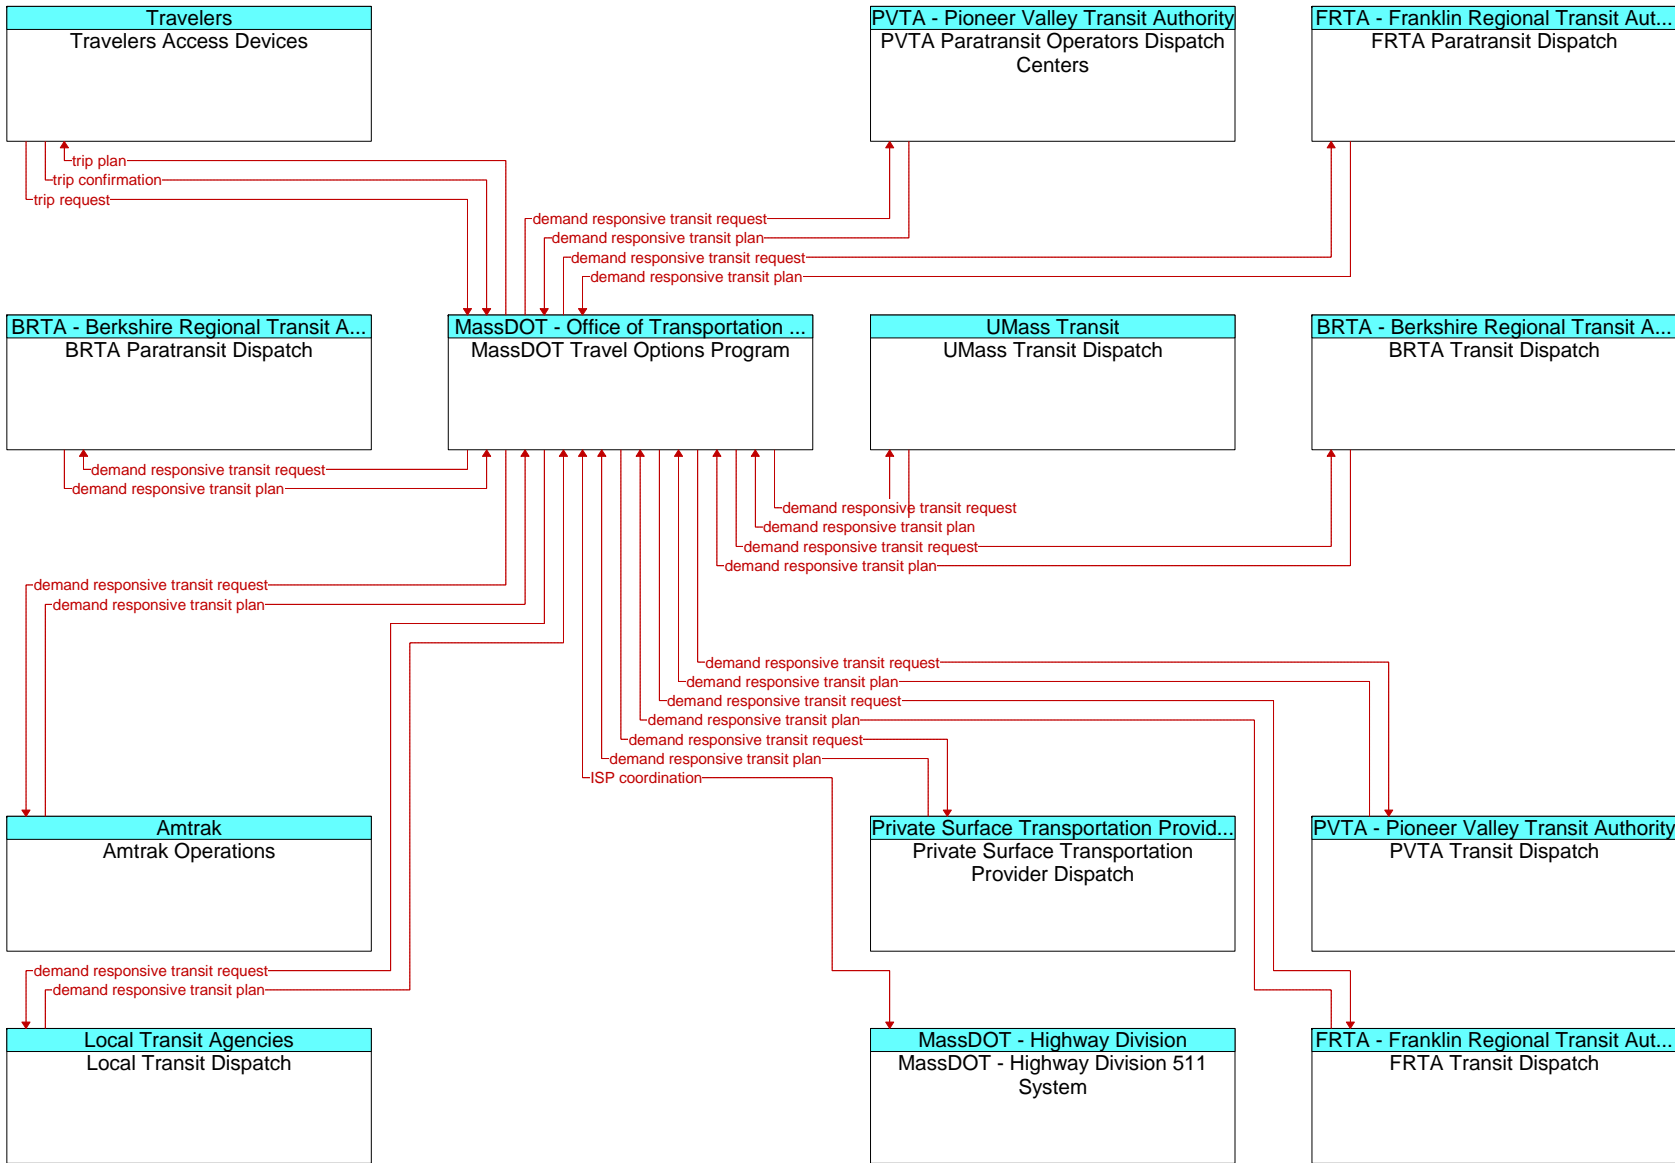 Travelers
Travelers Access Devices
PVTA - Pioneer Valley Transit Authority
PVTA Paratransit Operators Dispatch
Centers
FRTA - Franklin Regional Transit Aut...
FRTA Paratransit Dispatch
trip plan
trip confirmation
trip request
demand responsive transit request
demand responsive transit plan
demand responsive transit request
demand responsive transit plan
BRTA - Berkshire Regional Transit A...
BRTA Paratransit Dispatch
MassDOT - Office of Transportation ...
MassDOT Travel Options Program
UMass Transit
UMass Transit Dispatch
BRTA - Berkshire Regional Transit A...
BRTA Transit Dispatch
demand responsive transit request
demand responsive transit plan
demand responsive transit request
demand responsive transit plan
demand responsive transit request
demand responsive transit plan
demand responsive transit request
demand responsive transit plan
demand responsive transit request
demand responsive transit plan
demand responsive transit request
demand responsive transit plan
demand responsive transit request
demand responsive transit plan
ISP coordination
Amtrak
Amtrak Operations
Private Surface Transportation Provid...
Private Surface Transportation
Provider Dispatch
PVTA - Pioneer Valley Transit Authority
PVTA Transit Dispatch
demand responsive transit request
demand responsive transit plan
Local Transit Agencies
Local Transit Dispatch
MassDOT - Highway Division
MassDOT - Highway Division 511
System
FRTA - Franklin Regional Transit Aut...
FRTA Transit Dispatch